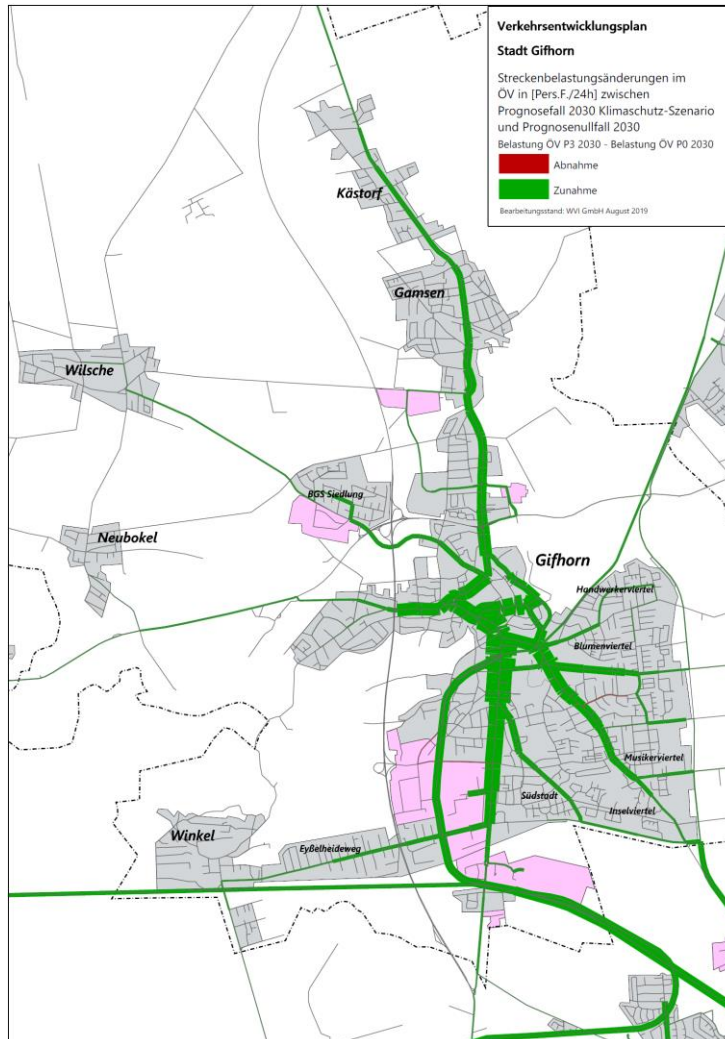 Verkehrsentwicklungsplan
Stadt Gifhorn
Streckenbelastungsänderungen im
ÖV in [Pers.F./24h] zwischen
Prognosefall 2030 Klimaschutz-Szenario
und Prognosenullfall 2030
Belastung ÖV P3 2030 - Belastung ÖV P0 2030
Abnahme
Zunahme
Bearbeitungsstand: WVI GmbH August 2019
Kästorf
Gamsen
Wilsche
BGS Siedlung
Neubokel
Gifhorn
Handwerkerviertel
Blumenviertel
Musikerviertel
Südstadt
Inselviertel
Winkel
Eyßelheideweg